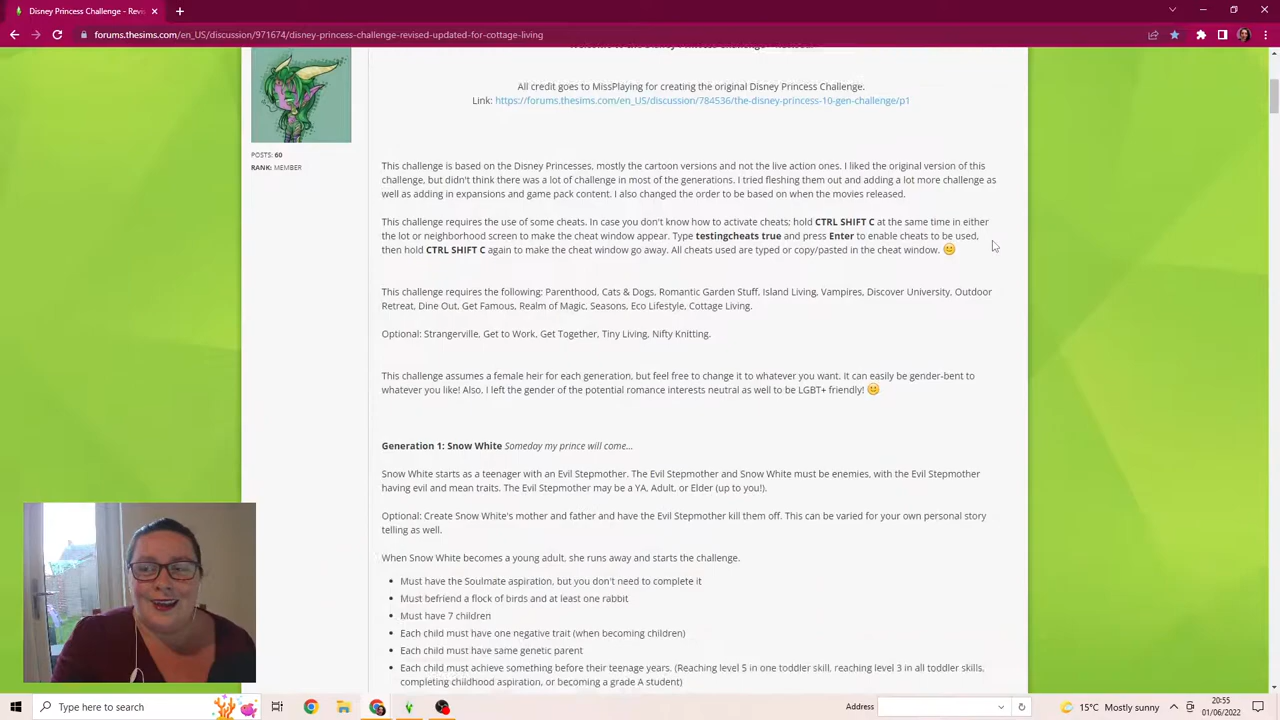 Disney Princess Challenge - Revis
forums.thesims.com/en_US/discussion/971674/disney-princess-challenge-revised-updated-for-cottage-living
All credit goes to MissPlaying for creating the original Disney Princess Challenge.
Link: https://forums.thesims.com/en_US/discussion/784536/the-disney-princess-10-gen-challenge/p1
POSTS: 60
RANK: MEMBER
This challenge is based on the Disney Princesses, mostly the cartoon versions and not the live action ones. I liked the original version of this
challenge, but didn't think there was a lot of challenge in most of the generations. I tried fleshing them out and adding a lot more challenge as
well as adding in expansions and game pack content. I also changed the order to be based on when the movies released.
This challenge requires the use of some cheats. In case you don't know how to activate cheats; hold CTRL SHIFT C at the same time in either
the lot or neighborhood screen to make the cheat window appear. Type testingcheats true and press Enter to enable cheats to be used,
then hold CTRL SHIFT C again to make the cheat window go away. All cheats used are typed or copy/pasted in the cheat window.
This challenge requires the following: Parenthood, Cats & Dogs, Romantic Garden Stuff, Island Living, Vampires, Discover University, Outdoor
Retreat, Dine Out, Get Famous, Realm of Magic, Seasons, Eco Lifestyle, Cottage Living.
Optional: Strangerville, Get to Work, Get Together, Tiny Living, Nifty Knitting.
This challenge assumes a female heir for each generation, but feel free to change it to whatever you want. It can easily be gender-bent to
whatever you like! Also, I left the gender of the potential romance interests neutral as well to be LGBT+ friendly!
Generation 1: Snow White Someday my prince will come...
Snow White starts as a teenager with an Evil Stepmother. The Evil Stepmother and Snow White must be enemies, with the Evil Stepmother
having evil and mean traits. The Evil Stepmother may be a YA, Adult, or Elder (up to you!).
Optional: Create Snow White's mother and father and have the Evil Stepmother kill them off. This can be varied for your own personal story
telling as well.
When Snow White becomes a young adult, she runs away and starts the challenge.
• Must have the Soulmate aspiration, but you don't need to complete it
• Must befriend a flock of birds and at least one rabbit
• Must have 7 children
• Each child must have one negative trait (when becoming children)
• Each child must have same genetic parent
• Each child must achieve something before their teenage years. (Reaching level 5 in one toddler skill, reaching level 3 in all toddler skills,
completing childhood aspiration, or becoming a grade A student)
Type here to search
Address
15°C Mostly sunny
20:55
01/06/2022